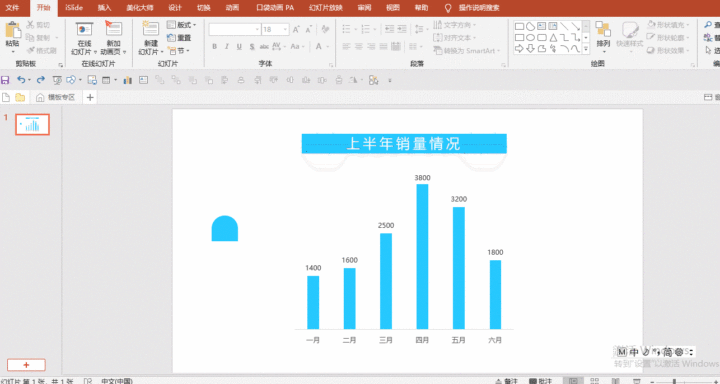 文件 开始 iSlide 插入 美化大师 设计 切换 动画 口袋动画 PA 幻灯片放映 审阅 视图 帮助 操作说明搜索
粘贴
剪切
复制
格式刷
剪贴板
在线
幻灯片
新加
动画页
在线幻灯片
新建
幻灯片
版式
重置
节
幻灯片
18
B I U S abc
字体
文字方向
对齐文本
转换为 SmartArt
段落
排列
快速样式
形状填充
形状轮廓
形状效果
绘图
模板专区
1
上半年销量情况
3800
3200
2500
1800
1600
1400
一月 二月 三月 四月 五月 六月
激活 Windows
转到"设置"以激活 Windows
M 中 简
幻灯片 第 1 张，共 1 张 中文(中国) 备注 批注